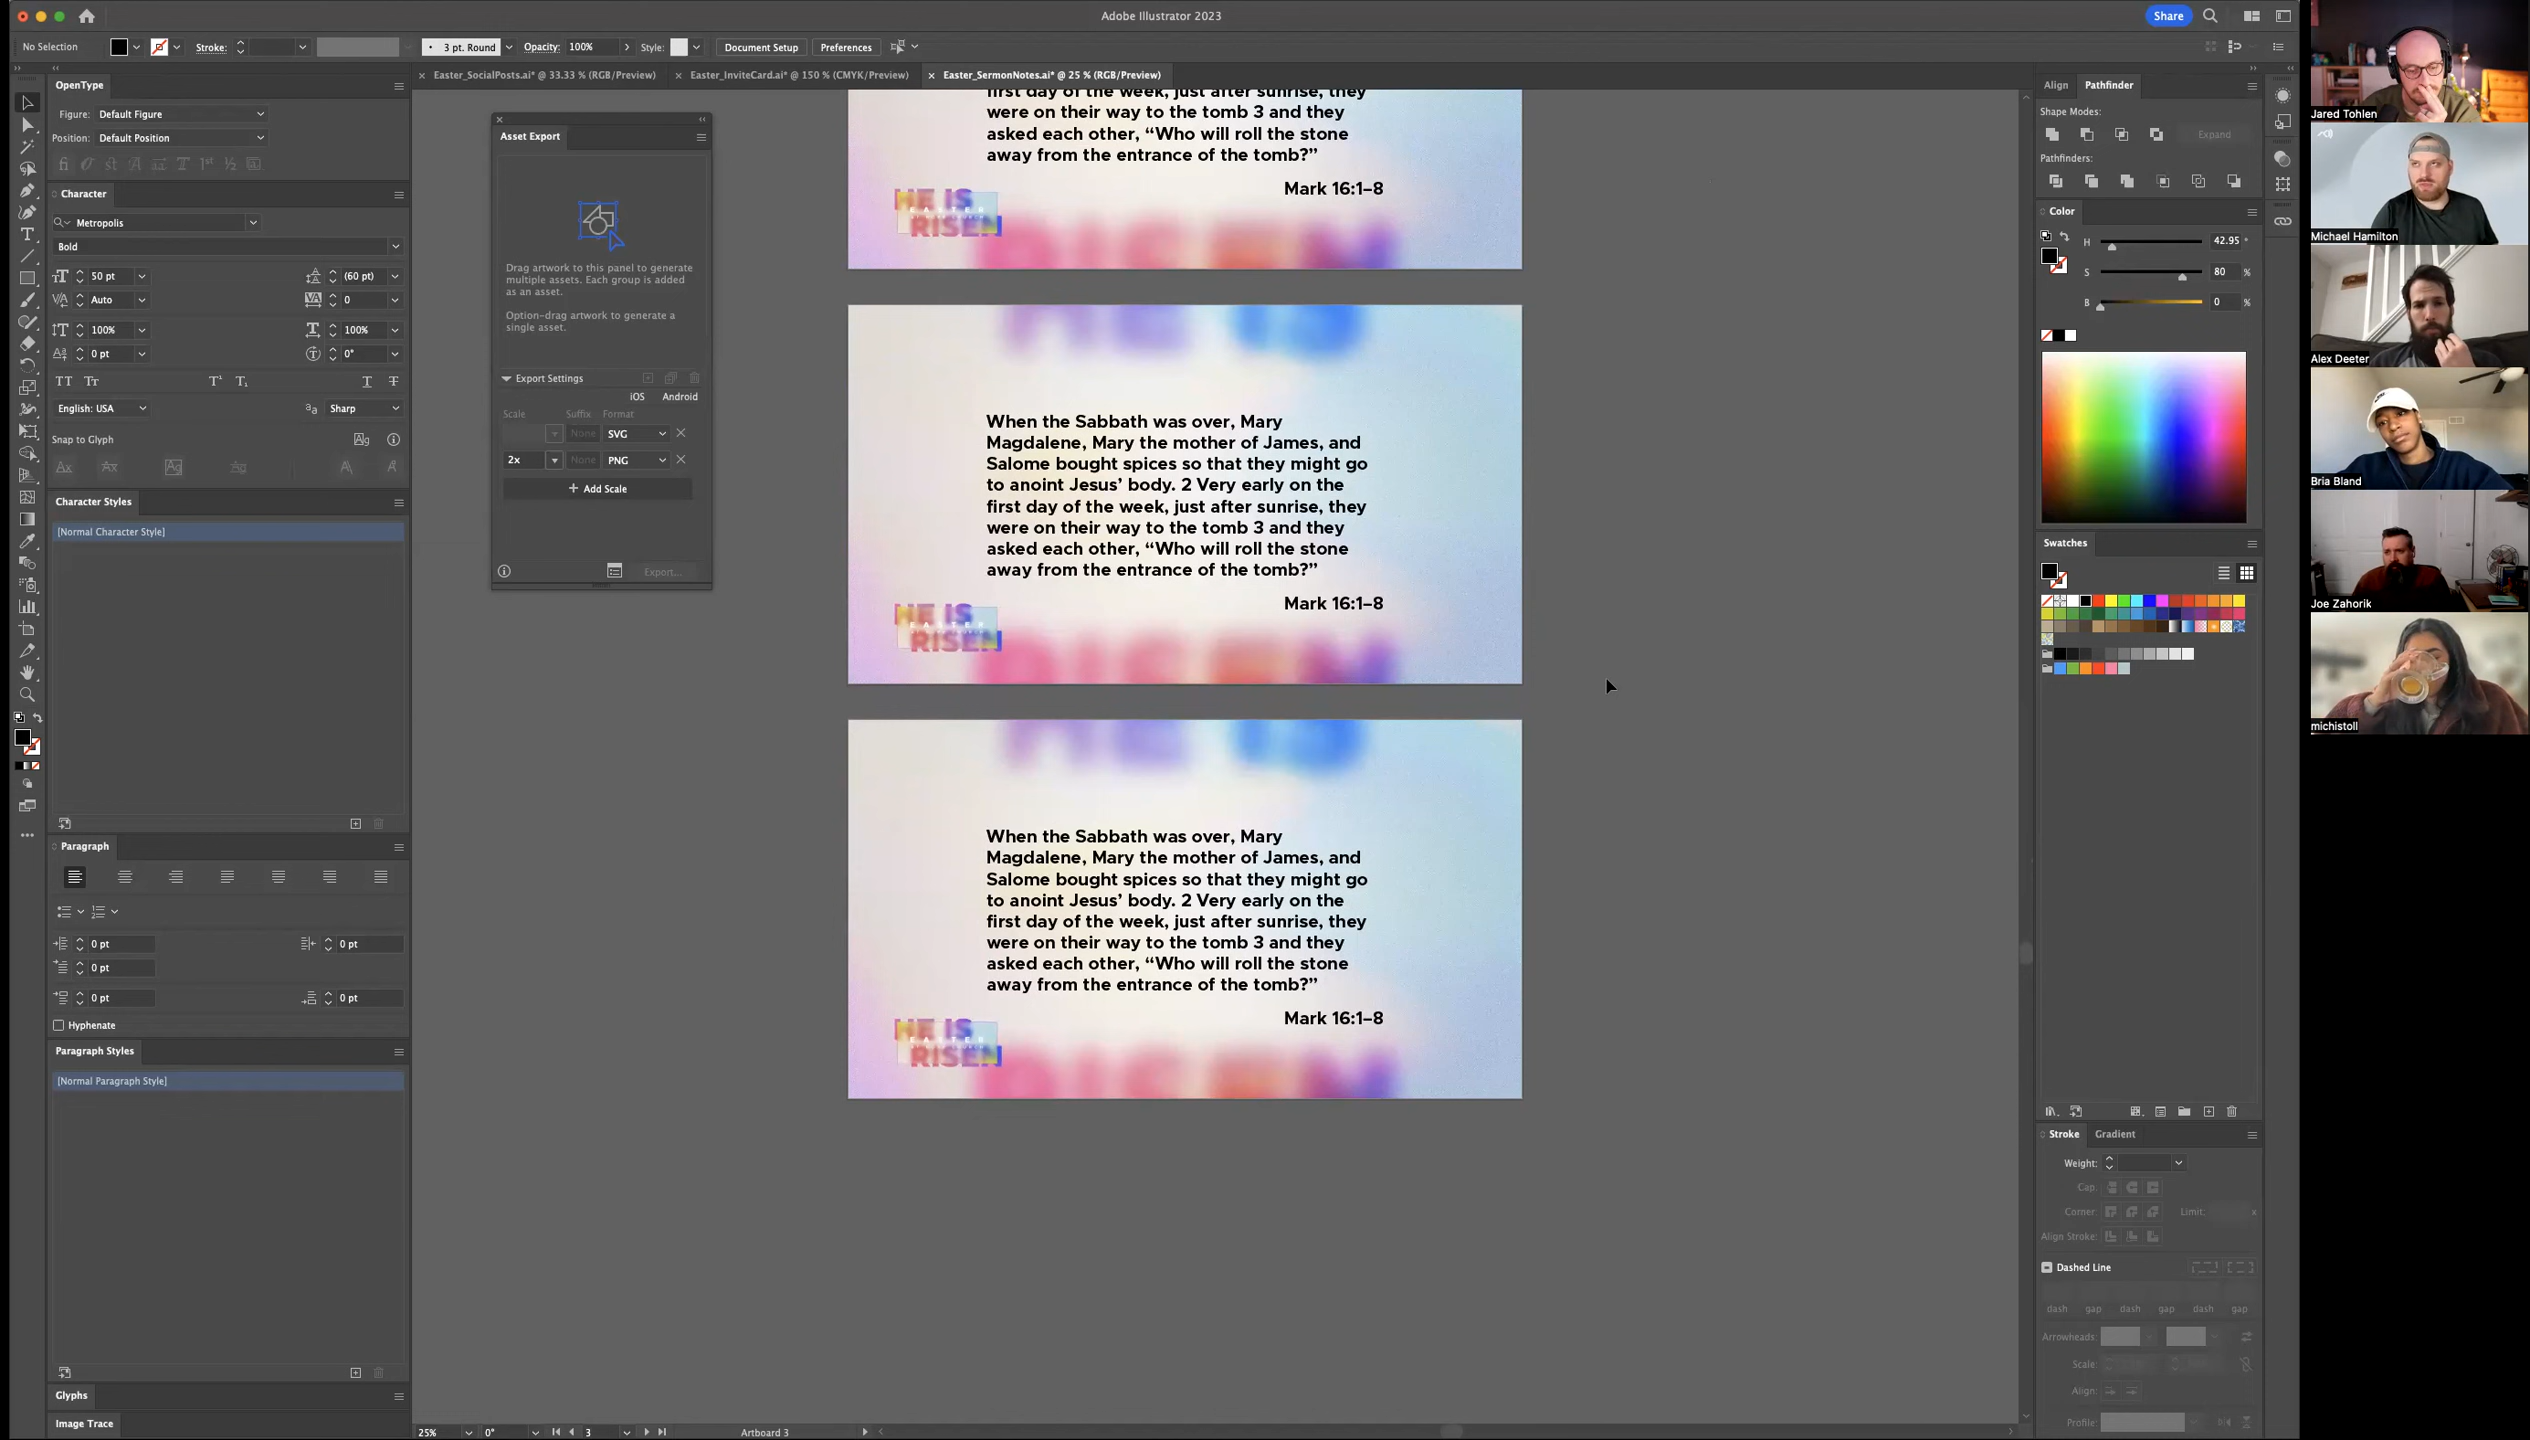 Adobe Illustrator 2023
Share
No Selection
Stroke:
3 pt. Round
Opacity:
100%
Style:
Document Setup
Preferences
Easter_SocialPosts.ai* @ 33.33 % (RGB/Preview)
Easter_InviteCard.ai* @ 150 % (CMYK/Preview)
Easter_SermonNotes.ai* @ 25 % (RGB/Preview)
OpenType
Figure:
Default Figure
Position:
Default Position
Character
Metropolis
Bold
50 pt
(60 pt)
Auto
0
100%
100%
0 pt
0°
English: USA
Sharp
Snap to Glyph
Character Styles
[Normal Character Style]
Paragraph
0 pt
0 pt
0 pt
0 pt
0 pt
Hyphenate
Paragraph Styles
[Normal Paragraph Style]
Glyphs
Image Trace
Asset Export
Drag artwork to this panel to generate
multiple assets. Each group is added
as an asset.
Option-drag artwork to generate a
single asset.
Export Settings
iOS
Android
Scale
Suffix
Format
None
SVG
2x
None
PNG
+ Add Scale
Export...
first day of the week, just after sunrise, they
were on their way to the tomb 3 and they
asked each other, “Who will roll the stone
away from the entrance of the tomb?”
Mark 16:1–8
HE IS
EASTER
RISEN
HE IS
When the Sabbath was over, Mary
Magdalene, Mary the mother of James, and
Salome bought spices so that they might go
to anoint Jesus’ body. 2 Very early on the
first day of the week, just after sunrise, they
were on their way to the tomb 3 and they
asked each other, “Who will roll the stone
away from the entrance of the tomb?”
Mark 16:1–8
HE IS
EASTER
RISEN
RISEN
HE IS
When the Sabbath was over, Mary
Magdalene, Mary the mother of James, and
Salome bought spices so that they might go
to anoint Jesus’ body. 2 Very early on the
first day of the week, just after sunrise, they
were on their way to the tomb 3 and they
asked each other, “Who will roll the stone
away from the entrance of the tomb?”
Mark 16:1–8
HE IS
EASTER
RISEN
RISEN
25%
0°
3
Artboard 3
Align
Pathfinder
Shape Modes:
Expand
Pathfinders:
Color
H
42.95
°
S
80
%
B
0
%
Swatches
Stroke
Gradient
Weight:
Cap:
Corner:
Limit:
x
Align Stroke:
Dashed Line
dash
gap
dash
gap
dash
gap
Arrowheads:
Scale:
Align:
Profile:
Jared Tohlen
Michael Hamilton
Alex Deeter
Bria Bland
Joe Zahorik
michistoll